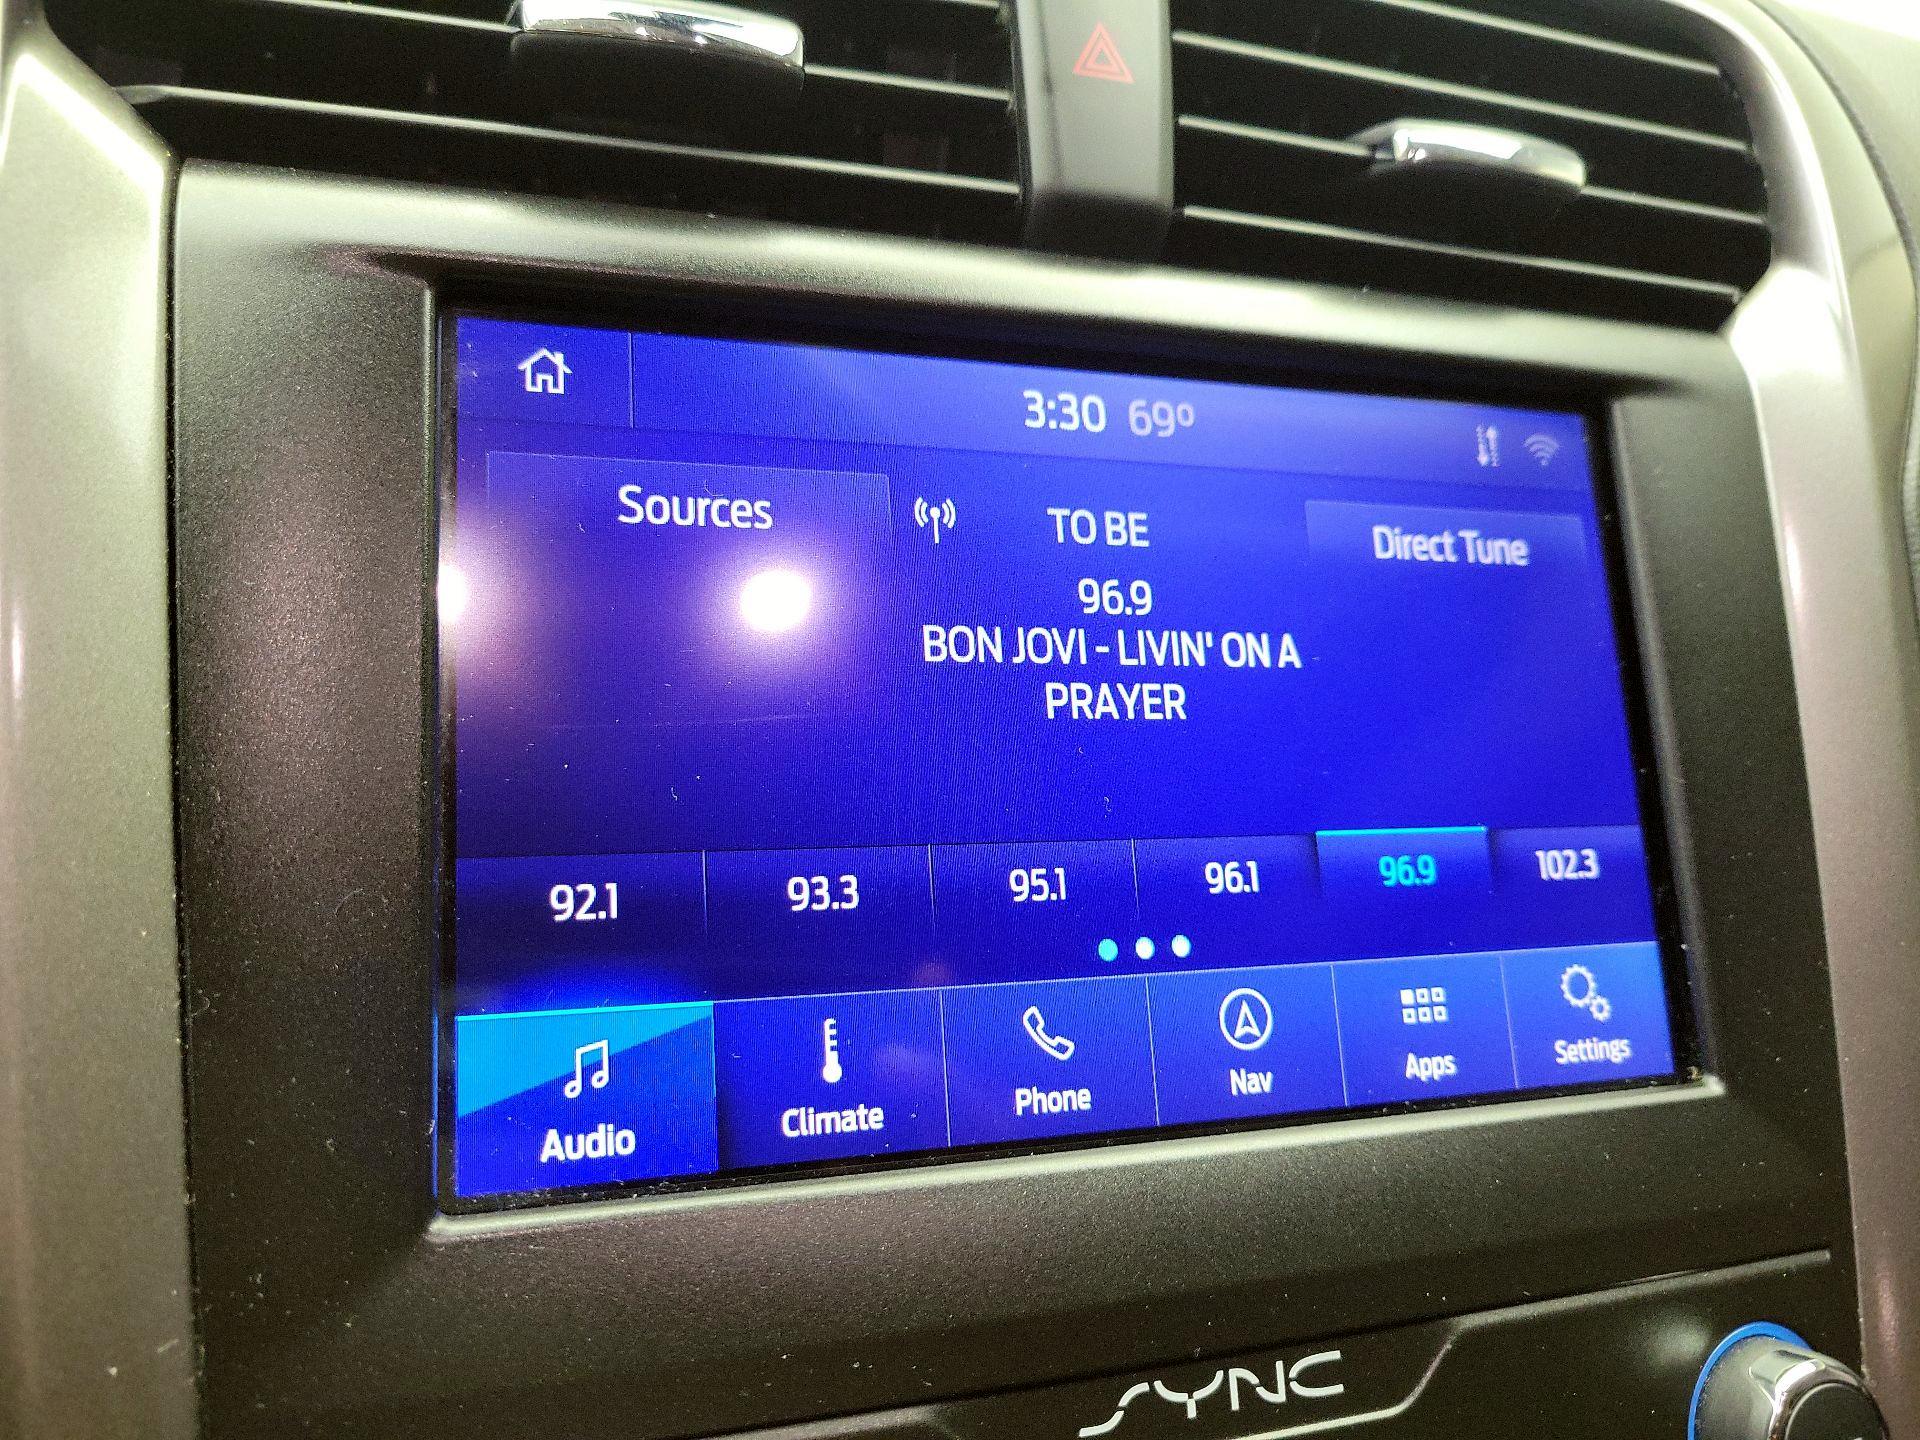 3:30 69°
Sources
TO BE
Direct Tune
96.9
BON JOVI - LIVIN' ON A
PRAYER
92.1 93.3 95.1 96.1 96.9 102.3
Audio Climate Phone Nav Apps Settings
SYNC